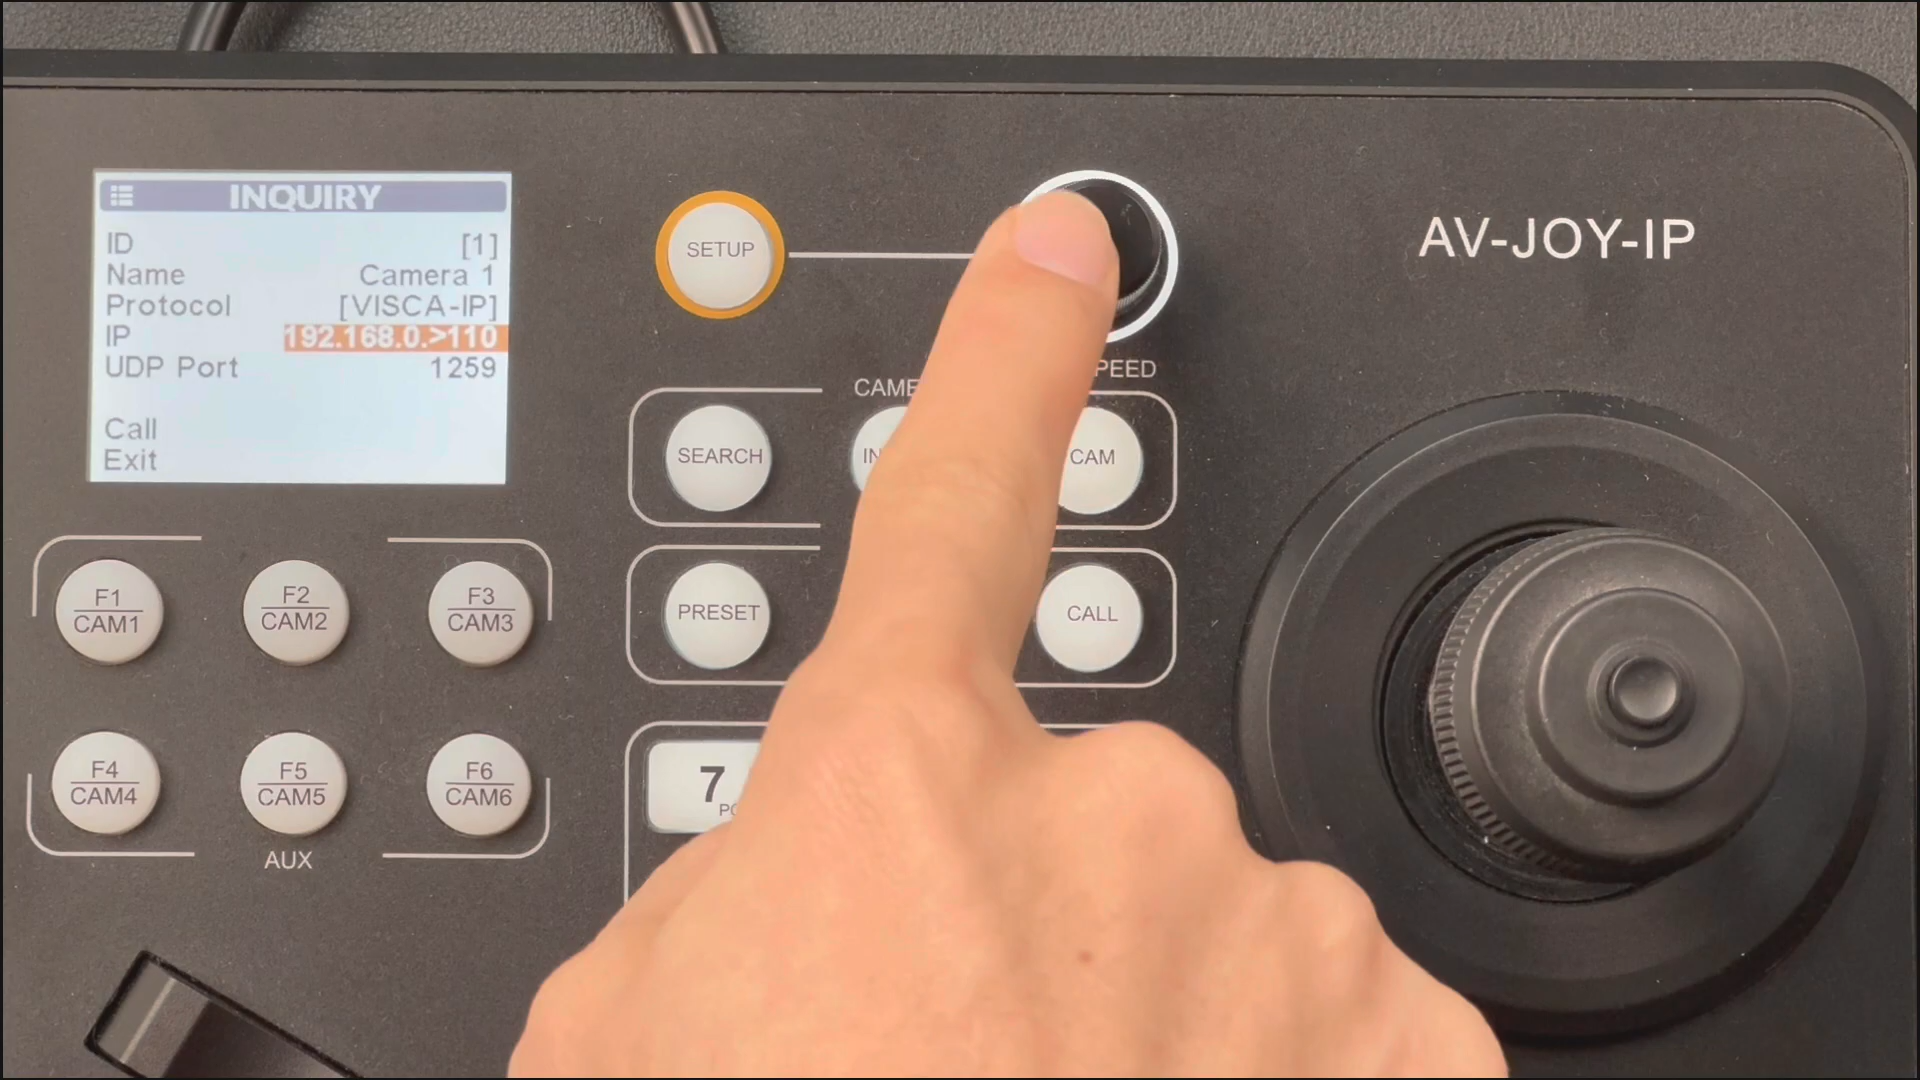 INQUIRY
ID [1]
Name Camera 1
Protocol [VISCA-IP]
IP 192.168.0.>110
UDP Port 1259
Call
Exit
SETUP
AV-JOY-IP
SEARCH
CAM
PRESET
CALL
F1
CAM1
F2
CAM2
F3
CAM3
F4
CAM4
F5
CAM5
F6
CAM6
AUX
7